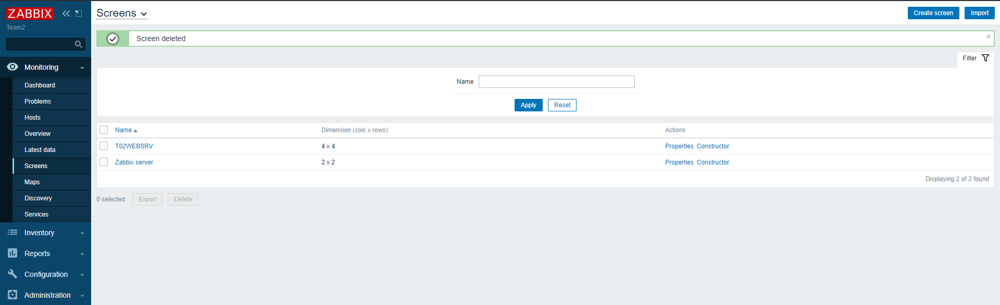 ZABBIX
Team2
Monitoring
Dashboard
Problems
Hosts
Overview
Latest data
Screens
Maps
Discovery
Services
Inventory
Reports
Configuration
Administration
Screens
Create screen Import
Screen deleted
Filter
Name
Apply Reset
Name Dimension (cols x rows) Actions
T02WEBSRV 4 x 4 Properties Constructor
Zabbix server 2 x 2 Properties Constructor
Displaying 2 of 2 found
0 selected Export Delete